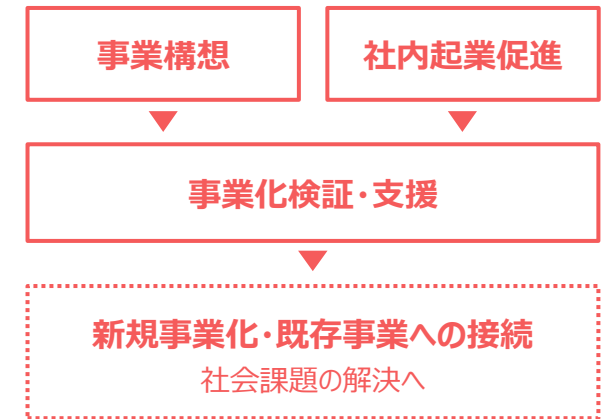 事業構想
社内起業促進
事業化検証・支援
新規事業化・既存事業への接続
社会課題の解決へ